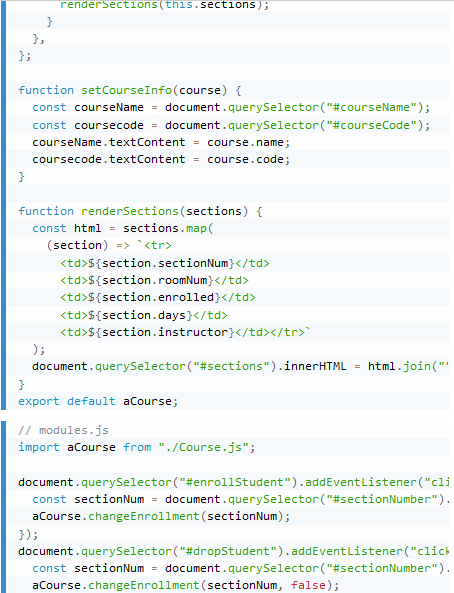 renderSections(this.sections);
}
},
};
function setCourseInfo(course) {
const courseName = document.querySelector("#courseName");
const coursecode = document.querySelector("#courseCode");
courseName.textContent = course.name;
coursecode.textContent = course.code;
}
function renderSections(sections) {
const html = sections.map(
(section) => `<tr>
<td>${section.sectionNum}</td>
<td>${section.roomNum}</td>
<td>${section.enrolled}</td>
<td>${section.days}</td>
<td>${section.instructor}</td></tr>`
);
document.querySelector("#sections").innerHTML = html.join(""
}
export default aCourse;
// modules.js
import aCourse from "./Course.js";
document.querySelector("#enrollStudent").addEventListener("cli
const sectionNum = document.querySelector("#sectionNumber").
aCourse.changeEnrollment(sectionNum);
});
document.querySelector("#dropStudent").addEventListener("click
const sectionNum = document.querySelector("#sectionNumber").
aCourse.changeEnrollment(sectionNum, false);